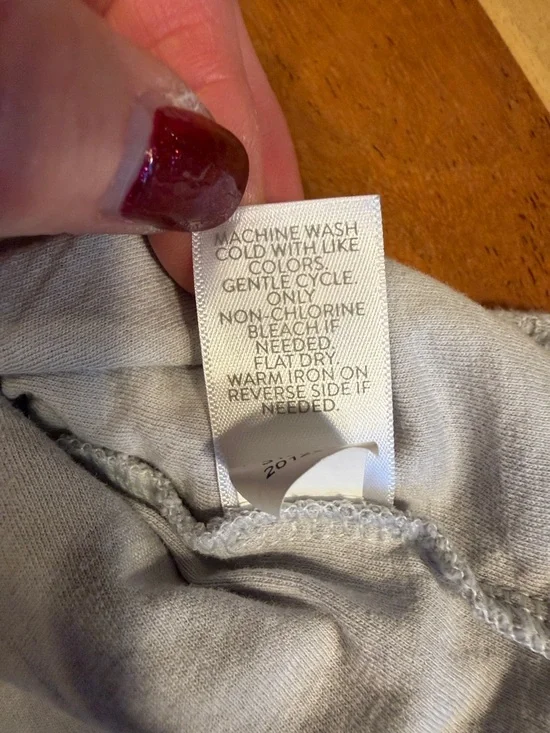 MACHINE WASH
COLD WITH LIKE
COLORS.
GENTLE CYCLE.
ONLY
NON-CHLORINE
BLEACH IF
NEEDED.
FLAT DRY.
WARM IRON ON
REVERSE SIDE IF
NEEDED.